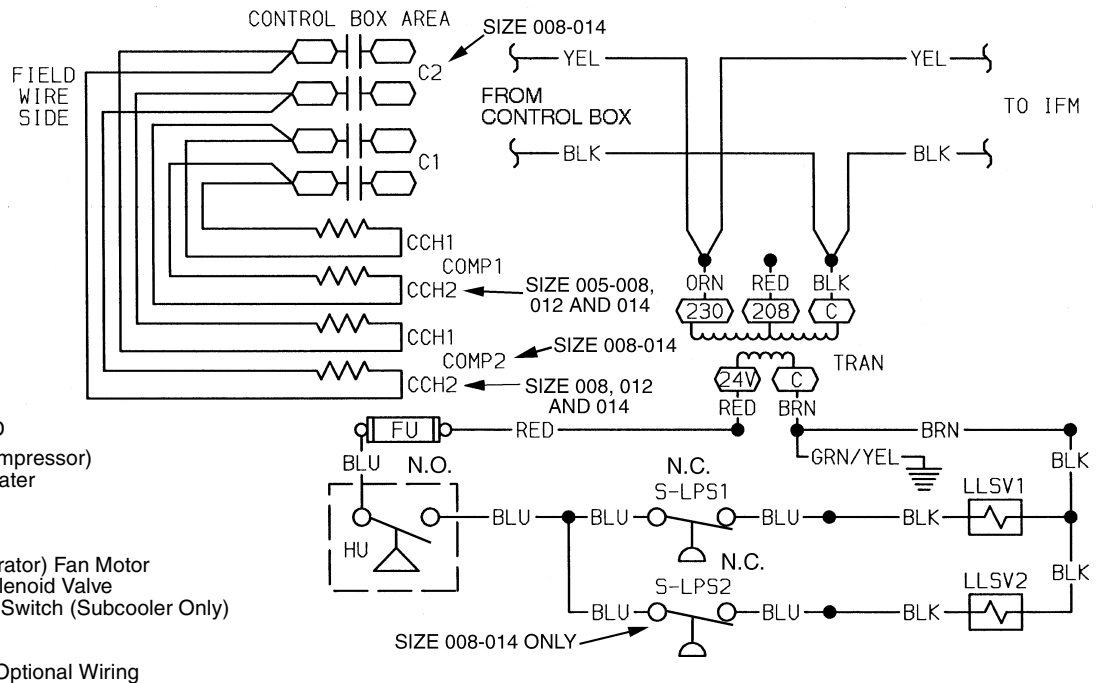 CONTROL BOX AREA
SIZE 008-014
FIELD
WIRE
SIDE
C2
C1
YEL
YEL
FROM
CONTROL BOX
TO IFM
BLK
BLK
CCH1
COMP1
CCH2
SIZE 005-008,
012 AND 014
CCH1
COMP2
SIZE 008-014
CCH2
SIZE 008, 012
AND 014
ORN
RED
BLK
230
208
C
TRAN
24V
C
RED
BRN
FU
RED
BRN
GRN/YEL
BLU
N.O.
BLK
HU
BLU
BLU
N.C.
S-LPS1
BLU
BLK
LLSV1
N.C.
S-LPS2
BLK
BLU
BLU
BLK
LLSV2
SIZE 008-014 ONLY
mpressor)
ater
rator) Fan Motor
lenoid Valve
Switch (Subcooler Only)
Optional Wiring